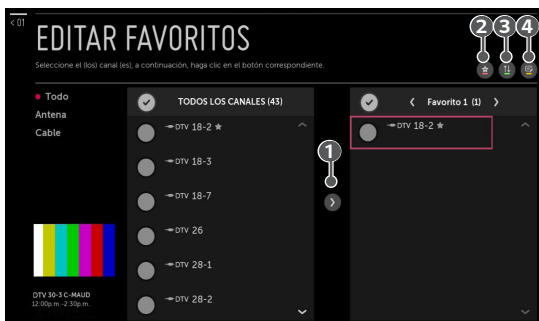 < 01
EDITAR FAVORITOS
Seleccione el (los) canal (es), a continuación, haga clic en el botón correspondiente.
2 3 4
Todo
Antena
Cable
TODOS LOS CANALES (43)
DTV 18-2 ★
DTV 18-3
DTV 18-7
DTV 26
DTV 28-1
DTV 28-2
1
< Favorito 1 (1) >
DTV 18-2 ★
DTV 30-3 C-MAUD
12:00p.m.-2:30p.m.